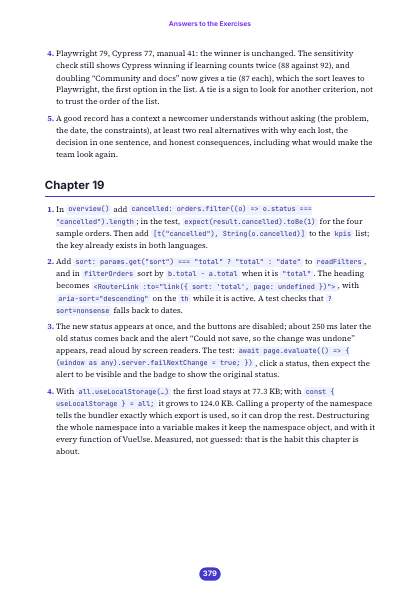 Answers to the Exercises
4. Playwright 79, Cypress 77, manual 41: the winner is unchanged. The sensitivity
check still shows Cypress winning if learning counts twice (88 against 92), and
doubling “Community and docs” now gives a tie (87 each), which the sort leaves to
Playwright, the first option in the list. A tie is a sign to look for another criterion, not
to trust the order of the list.
5. A good record has a context a newcomer understands without asking (the problem,
the date, the constraints), at least two real alternatives with why each lost, the
decision in one sentence, and honest consequences, including what would make the
team look again.
Chapter 19
1. In overview() add cancelled: orders.filter((o) => o.status ===
"cancelled").length ; in the test, expect(result.cancelled).toBe(1) for the four
sample orders. Then add [t("cancelled"), String(o.cancelled)] to the kpis list;
the key already exists in both languages.
2. Add sort: params.get("sort") === "total" ? "total" : "date" to readFilters ,
and in filterOrders sort by b.total - a.total when it is "total" . The heading
becomes <RouterLink :to="link({ sort: 'total', page: undefined })"> , with
aria-sort="descending" on the th while it is active. A test checks that ?
sort=nonsense falls back to dates.
3. The new status appears at once, and the buttons are disabled; about 250 ms later the
old status comes back and the alert “Could not save, so the change was undone”
appears, read aloud by screen readers. The test: await page.evaluate(() => {
(window as any).server.failNextChange = true; }) , click a status, then expect the
alert to be visible and the badge to show the original status.
4. With all.useLocalStorage(…) the first load stays at 77.3 KB; with const {
useLocalStorage } = all; it grows to 124.0 KB. Calling a property of the namespace
tells the bundler exactly which export is used, so it can drop the rest. Destructuring
the whole namespace into a variable makes it keep the namespace object, and with it
every function of VueUse. Measured, not guessed: that is the habit this chapter is
about.
379